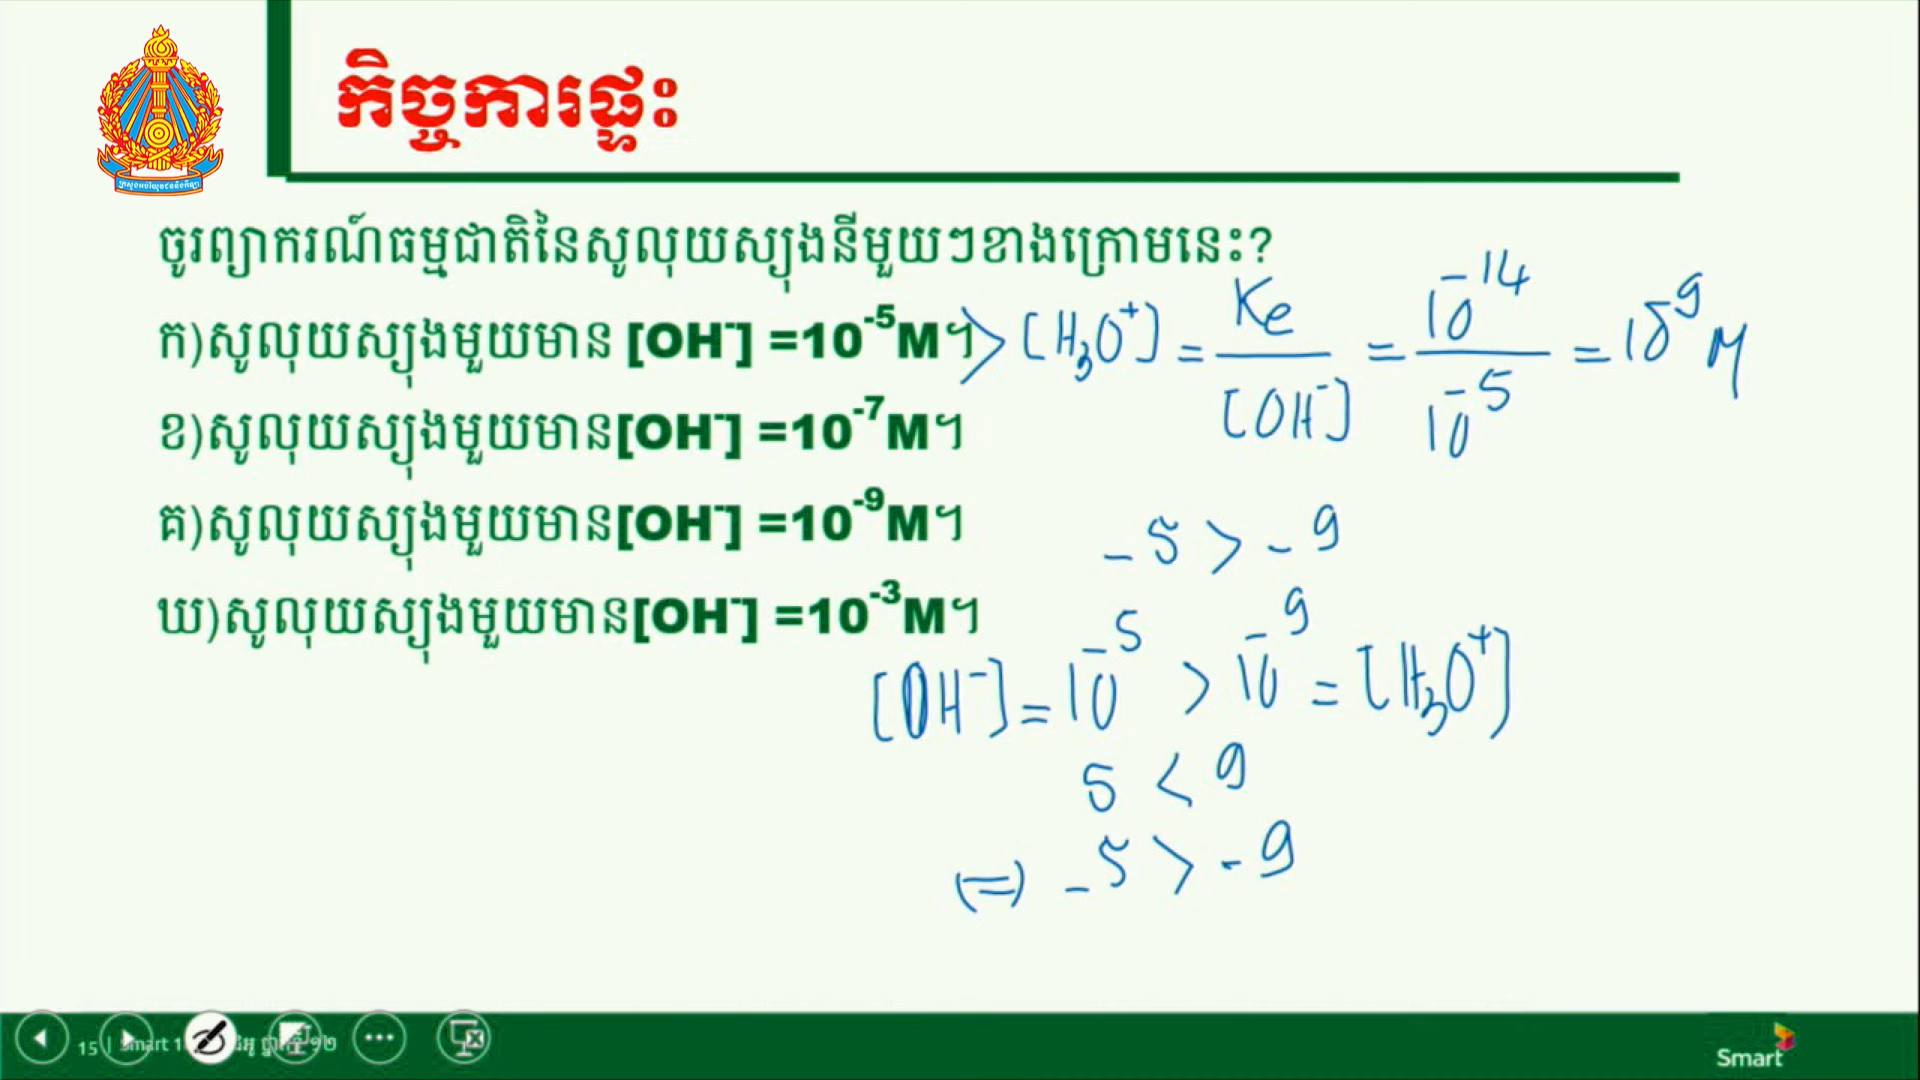 កិច្ចការផ្ទះ
ចូរព្យាករណ៍ធម្មជាតិនៃសូលុយស្យុងនីមួយៗខាងក្រោមនេះ?
ក)សូលុយស្យុងមួយមាន [OH⁻] =10⁻⁵M។ > [H₃O⁺] = Ke / [OH⁻] = 10⁻¹⁴ / 10⁻⁵ = 10⁻⁹ M
ខ)សូលុយស្យុងមួយមាន[OH⁻] =10⁻⁷M។
គ)សូលុយស្យុងមួយមាន[OH⁻] =10⁻⁹M។
-5 > -9
ឃ)សូលុយស្យុងមួយមាន[OH⁻] =10⁻³M។
[OH⁻] = 10⁻⁵ > 10⁻⁹ = [H₃O⁺]
5 < 9
(=) -5 > -9
15 | Smart
Smart